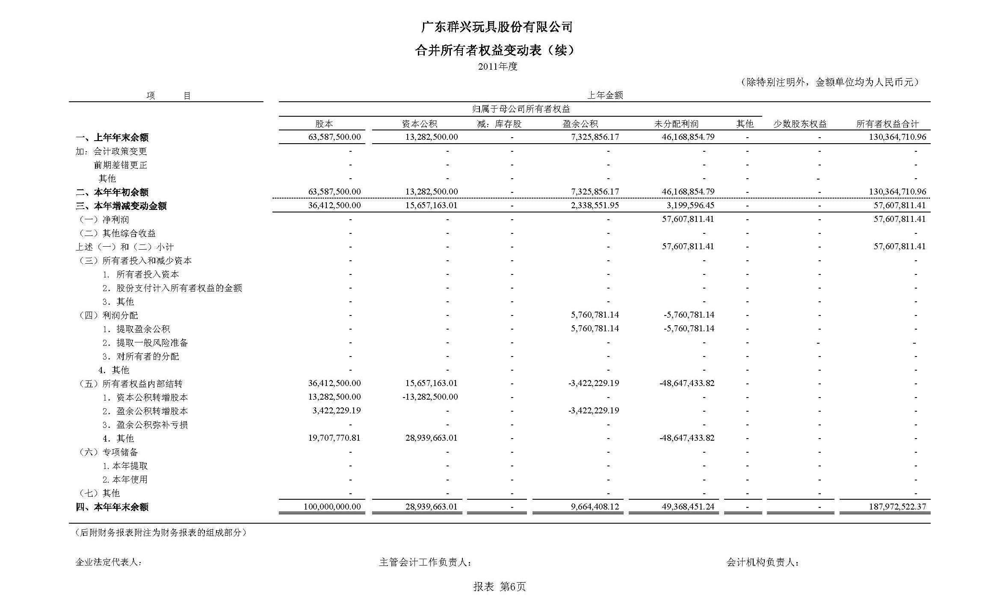 广东群兴玩具股份有限公司
合并所有者权益变动表（续）
2011年度
（除特别注明外，金额单位均为人民币元）
项 目 上年金额
归属于母公司所有者权益
股本 资本公积 减：库存股 盈余公积 未分配利润 其他 少数股东权益 所有者权益合计
一、上年年末余额 63,587,500.00 13,282,500.00 - 7,325,856.17 46,168,854.79 - - 130,364,710.96
加：会计政策变更 - - - - - - - -
前期差错更正 - - - - - - - -
其他 - - - - - - - -
二、本年年初余额 63,587,500.00 13,282,500.00 - 7,325,856.17 46,168,854.79 - - 130,364,710.96
三、本年增减变动金额 36,412,500.00 15,657,163.01 - 2,338,551.95 3,199,596.45 - - 57,607,811.41
（一）净利润 - - - - 57,607,811.41 - - 57,607,811.41
（二）其他综合收益 - - - - - - - -
上述（一）和（二）小计 - - - - 57,607,811.41 - - 57,607,811.41
（三）所有者投入和减少资本 - - - - - - - -
1. 所有者投入资本 - - - - - - - -
2．股份支付计入所有者权益的金额 - - - - - - - -
3．其他 - - - - - - - -
（四）利润分配 - - - 5,760,781.14 -5,760,781.14 - - -
1．提取盈余公积 - - - 5,760,781.14 -5,760,781.14 - - -
2．提取一般风险准备 - - - - - - - -
3．对所有者的分配 - - - - - - - -
4．其他 - - - - - - - -
（五）所有者权益内部结转 36,412,500.00 15,657,163.01 - -3,422,229.19 -48,647,433.82 - - -
1．资本公积转增股本 13,282,500.00 -13,282,500.00 - - - - - -
2．盈余公积转增股本 3,422,229.19 - - -3,422,229.19 - - - -
3．盈余公积弥补亏损 - - - - - - - -
4．其他 19,707,770.81 28,939,663.01 - - -48,647,433.82 - - -
（六）专项储备 - - - - - - - -
1.本年提取 - - - - - - - -
2.本年使用 - - - - - - - -
（七）其他 - - - - - - - -
四、本年年末余额 100,000,000.00 28,939,663.01 - 9,664,408.12 49,368,451.24 - - 187,972,522.37
（后附财务报表附注为财务报表的组成部分）
企业法定代表人： 主管会计工作负责人： 会计机构负责人：
报表 第6页